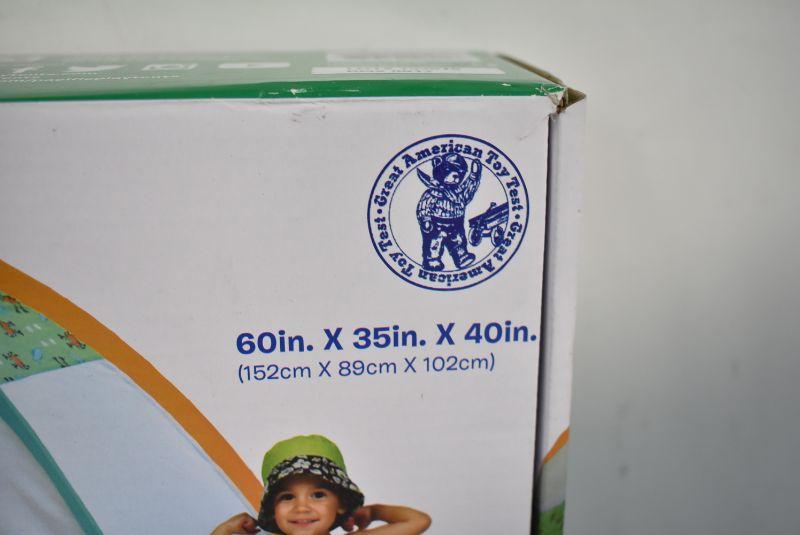 Great American Toy Test • Great American Toy Test •
60in. X 35in. X 40in.
(152cm X 89cm X 102cm)